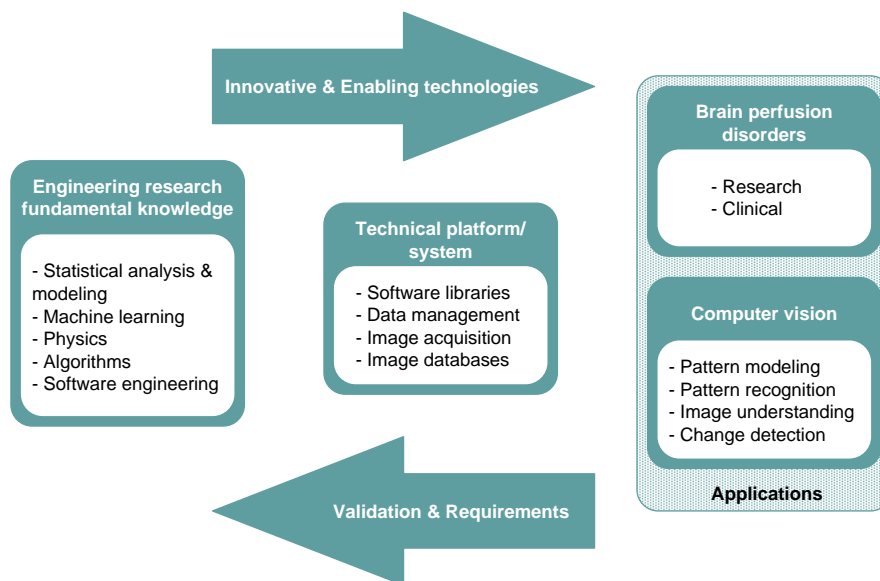 Innovative & Enabling technologies
Engineering research
fundamental knowledge
- Statistical analysis &
modeling
- Machine learning
- Physics
- Algorithms
- Software engineering
Technical platform/
system
- Software libraries
- Data management
- Image acquisition
- Image databases
Brain perfusion
disorders
- Research
- Clinical
Computer vision
- Pattern modeling
- Pattern recognition
- Image understanding
- Change detection
Applications
Validation & Requirements